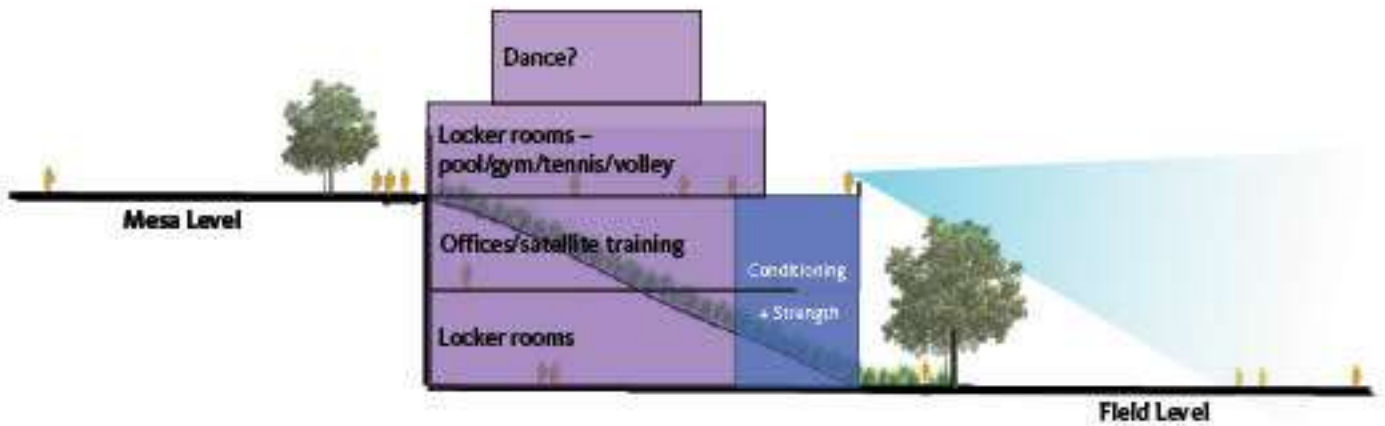 Dance?
Locker rooms –
pool/gym/tennis/volley
Mesa Level
Offices/satellite training
Conditioning
+ Strength
Locker rooms
Field Level